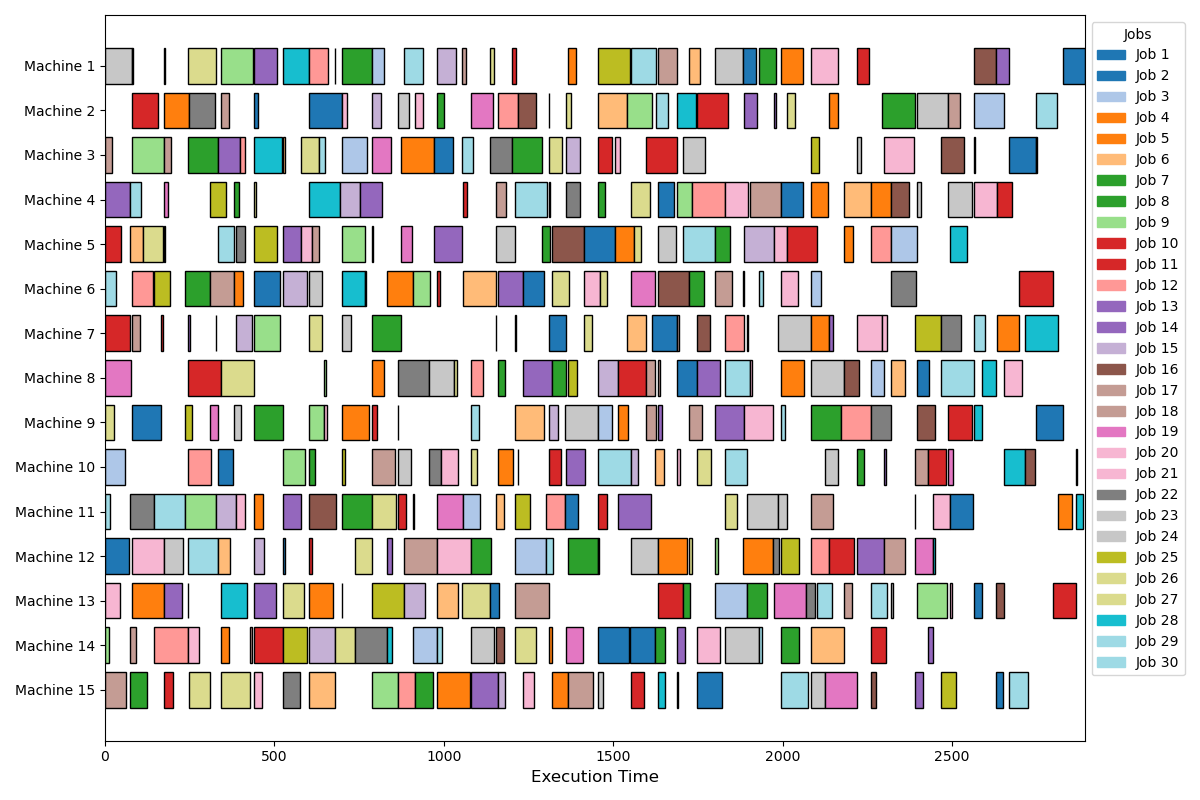 Machine 1
Machine 2
Machine 3
Machine 4
Machine 5
Machine 6
Machine 7
Machine 8
Machine 9
Machine 10
Machine 11
Machine 12
Machine 13
Machine 14
Machine 15
0 500 1000 1500 2000 2500
Execution Time
Jobs
Job 1
Job 2
Job 3
Job 4
Job 5
Job 6
Job 7
Job 8
Job 9
Job 10
Job 11
Job 12
Job 13
Job 14
Job 15
Job 16
Job 17
Job 18
Job 19
Job 20
Job 21
Job 22
Job 23
Job 24
Job 25
Job 26
Job 27
Job 28
Job 29
Job 30